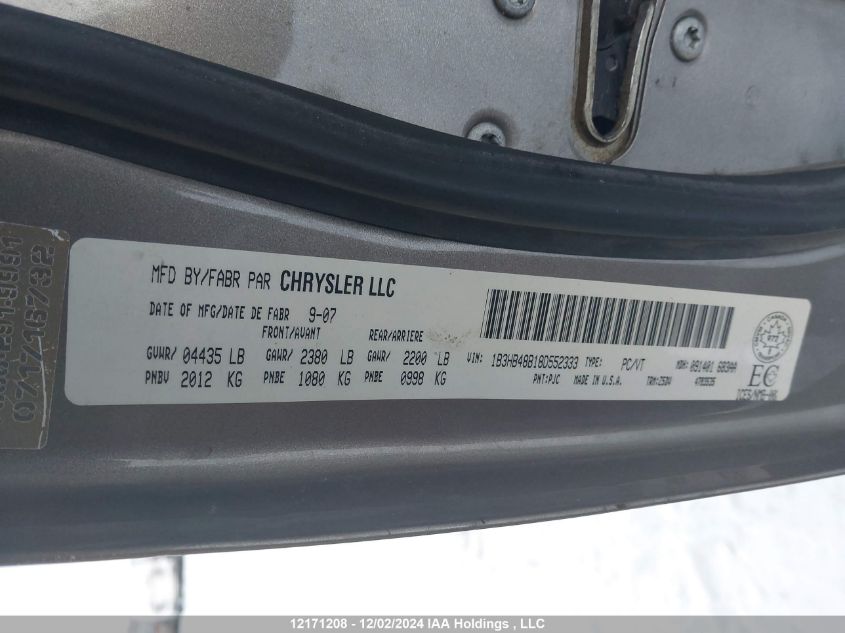 MFD BY/FABR PAR CHRYSLER LLC
DATE OF MFG/DATE DE FABR 9-07
FRONT/AVANT REAR/ARRIERE
GVWR/ 04435 LB GAWR/ 2380 LB GAWR/ 2200 LB
PNBV 2012 KG PNBE 1080 KG PNBE 0998 KG
VIN: 1B3HB48B18D552333 TYPE: PC/VT MDH: 091401
PNT:PJC MADE IN U.S.A.
EC
12171208 - 12/02/2024 IAA Holdings , LLC